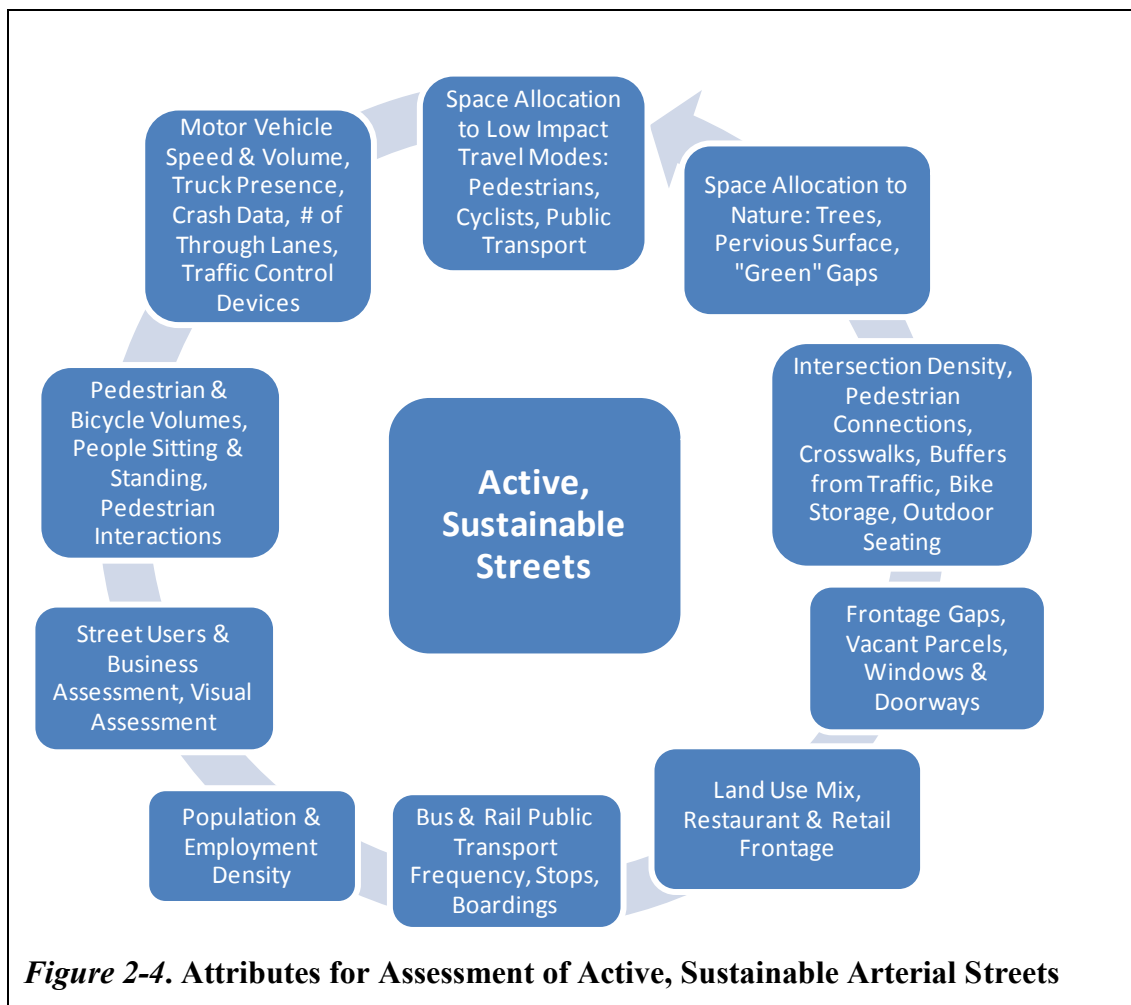 Space Allocation
to Low Impact
Travel Modes:
Pedestrians,
Cyclists, Public
Transport
Space Allocation to
Nature: Trees,
Pervious Surface,
"Green" Gaps
Intersection Density,
Pedestrian
Connections,
Crosswalks, Buffers
from Traffic, Bike
Storage, Outdoor
Seating
Frontage Gaps,
Vacant Parcels,
Windows &
Doorways
Land Use Mix,
Restaurant & Retail
Frontage
Bus & Rail Public
Transport
Frequency, Stops,
Boardings
Population &
Employment
Density
Street Users &
Business
Assessment, Visual
Assessment
Pedestrian &
Bicycle Volumes,
People Sitting &
Standing,
Pedestrian
Interactions
Motor Vehicle
Speed & Volume,
Truck Presence,
Crash Data, # of
Through Lanes,
Traffic Control
Devices
Active,
Sustainable
Streets
Figure 2-4. Attributes for Assessment of Active, Sustainable Arterial Streets